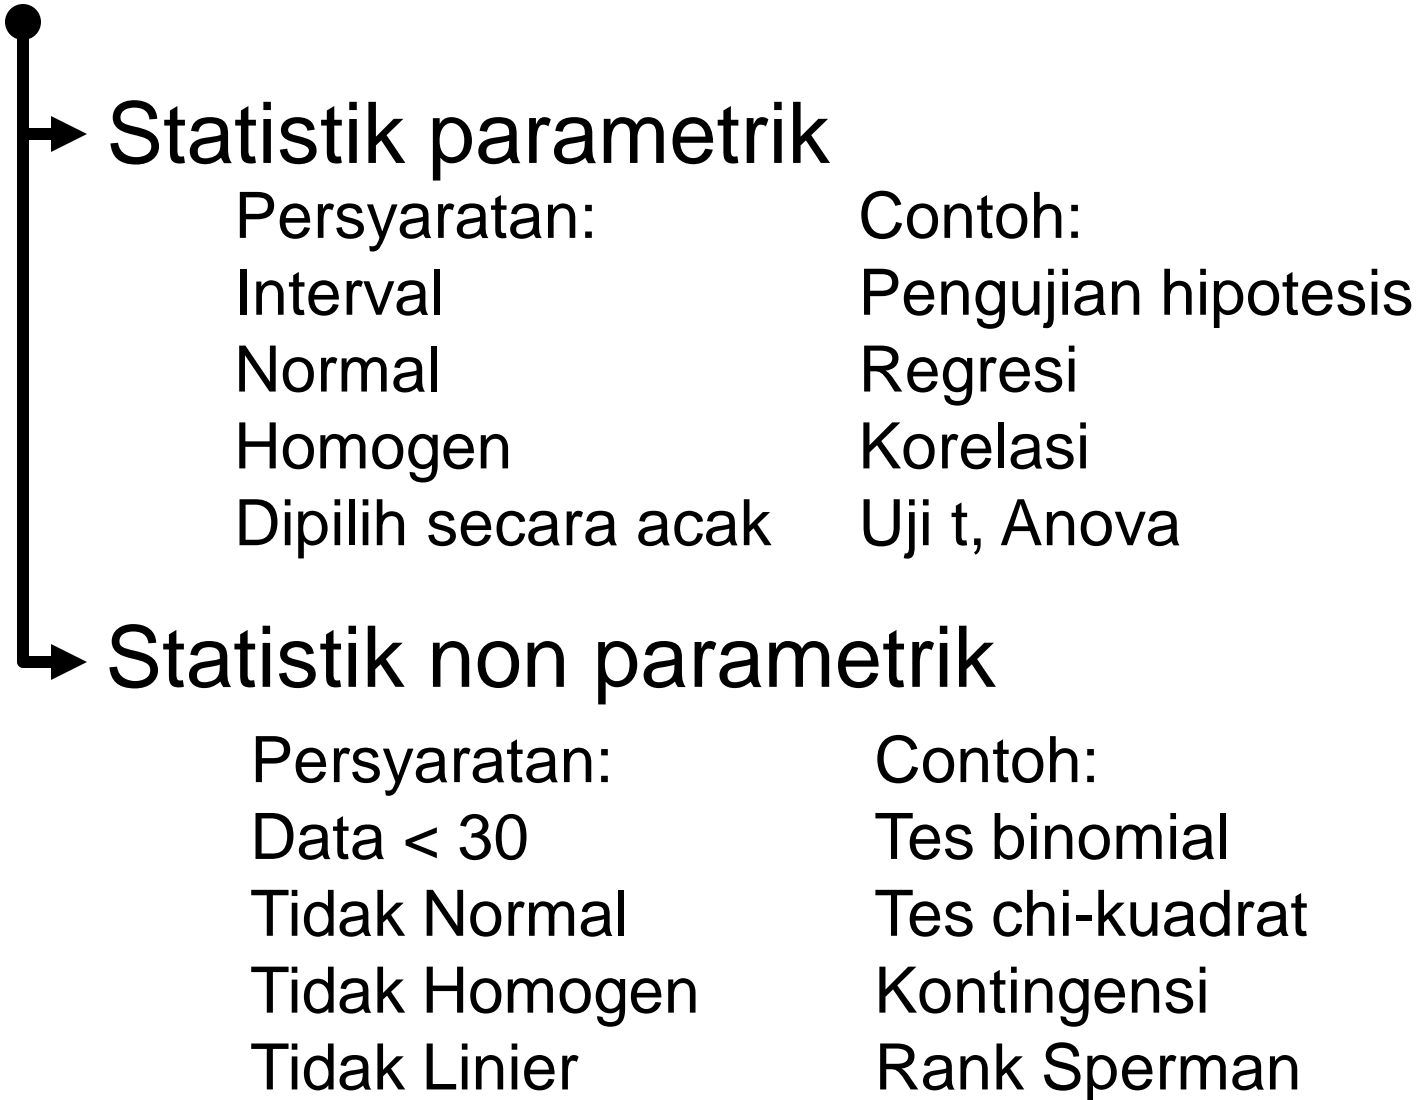 Statistik parametrik
Persyaratan:
Interval
Normal
Homogen
Dipilih secara acak
Contoh:
Pengujian hipotesis
Regresi
Korelasi
Uji t, Anova
Statistik non parametrik
Persyaratan:
Data < 30
Tidak Normal
Tidak Homogen
Tidak Linier
Contoh:
Tes binomial
Tes chi-kuadrat
Kontingensi
Rank Sperman